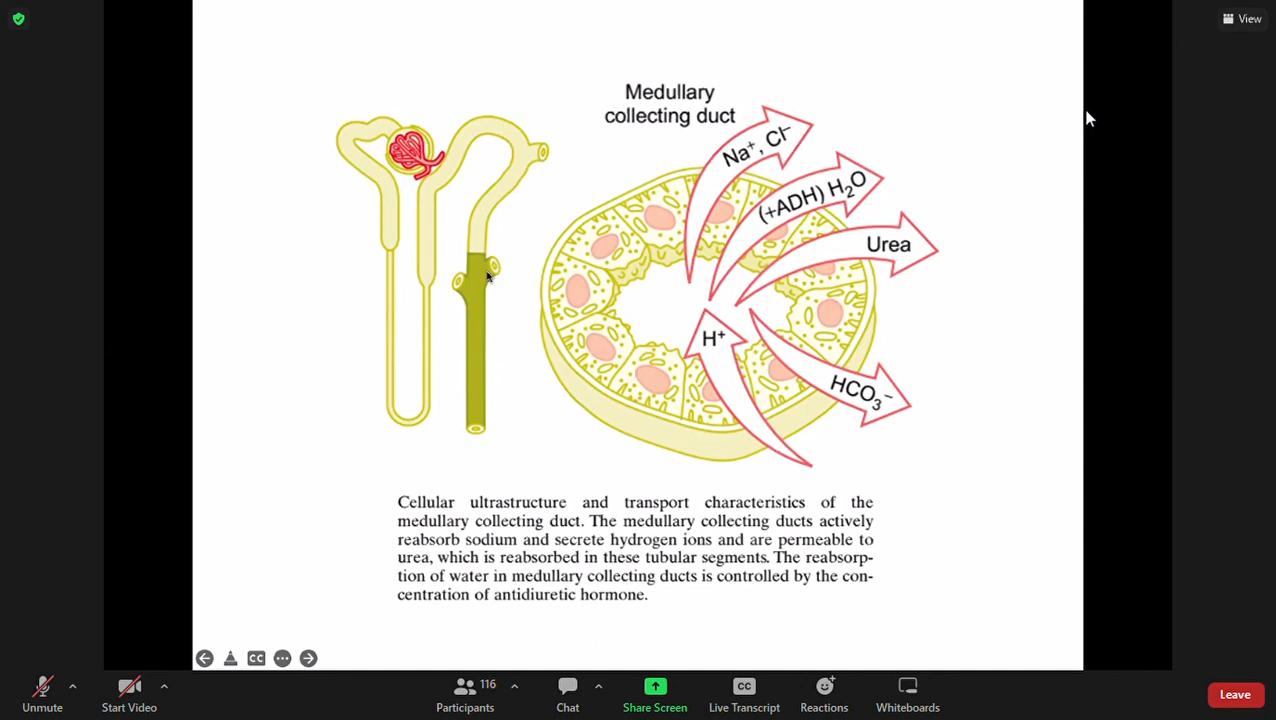 View
Medullary
collecting duct
Na⁺, Cl⁻
(+ADH) H₂O
Urea
H⁺
HCO₃⁻
Cellular ultrastructure and transport characteristics of the
medullary collecting duct. The medullary collecting ducts actively
reabsorb sodium and secrete hydrogen ions and are permeable to
urea, which is reabsorbed in these tubular segments. The reabsorp-
tion of water in medullary collecting ducts is controlled by the con-
centration of antidiuretic hormone.
CC
116
CC
Unmute
Start Video
Participants
Chat
Share Screen
Live Transcript
Reactions
Whiteboards
Leave